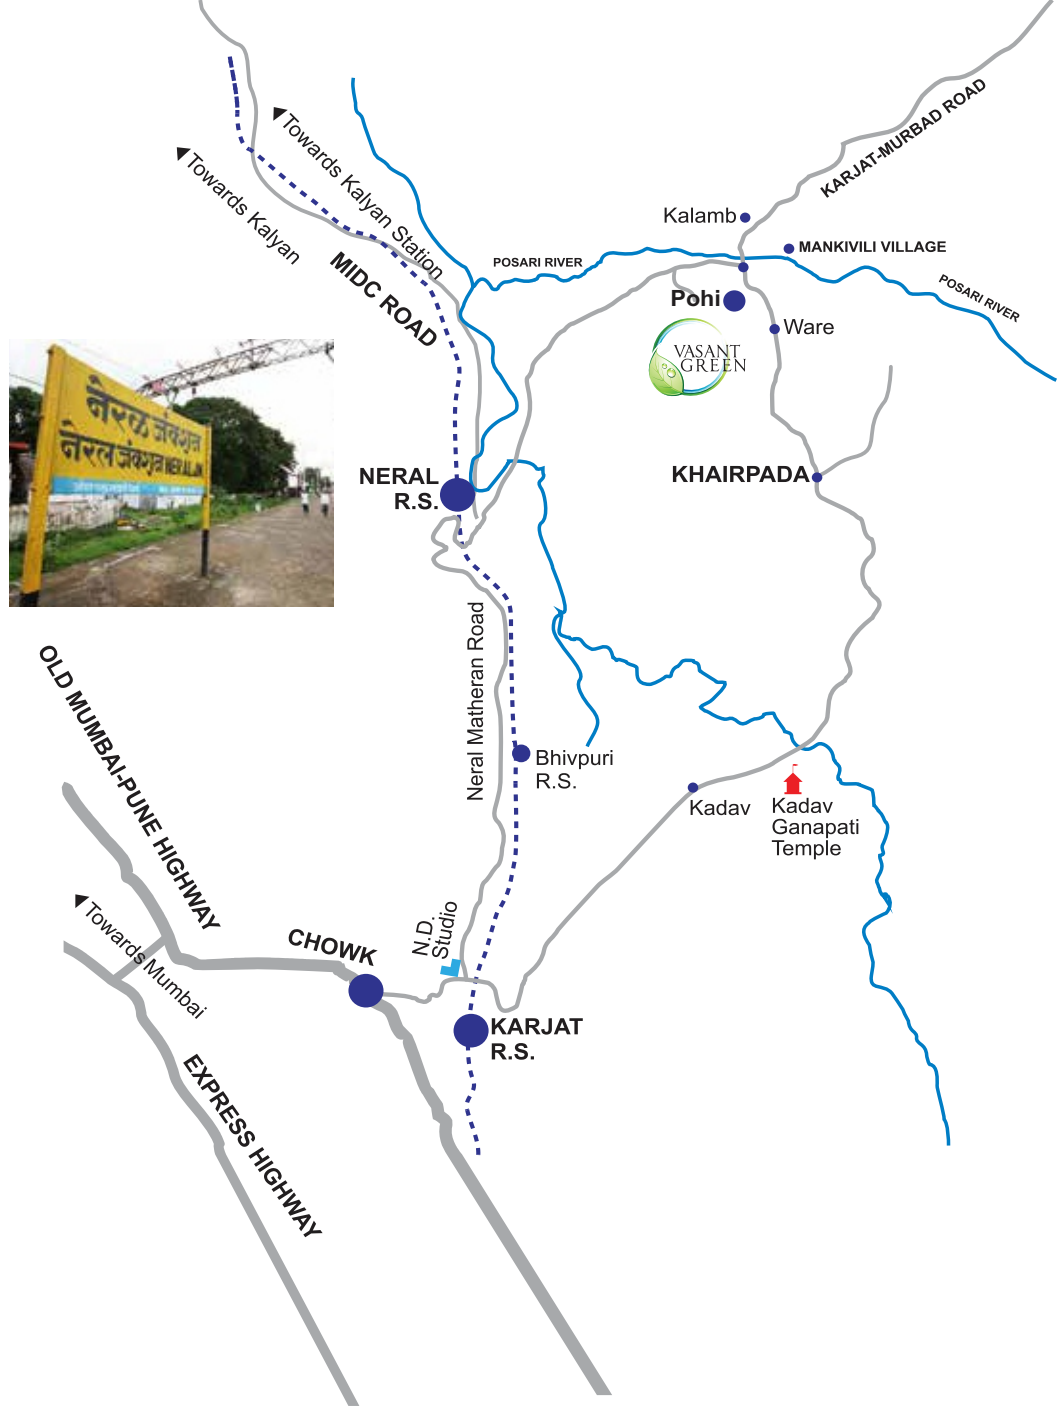 KARJAT-MURBAD ROAD
Towards Kalyan Station
Towards Kalyan
MIDC ROAD
Kalamb
MANKIVILI VILLAGE
POSARI RIVER
POSARI RIVER
Pohi
Ware
VASANT
GREEN
नेरळ जंक्शन
नेरल जंक्शन NERAL JN
NERAL
R.S.
KHAIRPADA
Neral Matheran Road
OLD MUMBAI-PUNE HIGHWAY
Bhivpuri
R.S.
Kadav
Kadav
Ganapati
Temple
Towards Mumbai
CHOWK
N.D.
Studio
KARJAT
R.S.
EXPRESS HIGHWAY